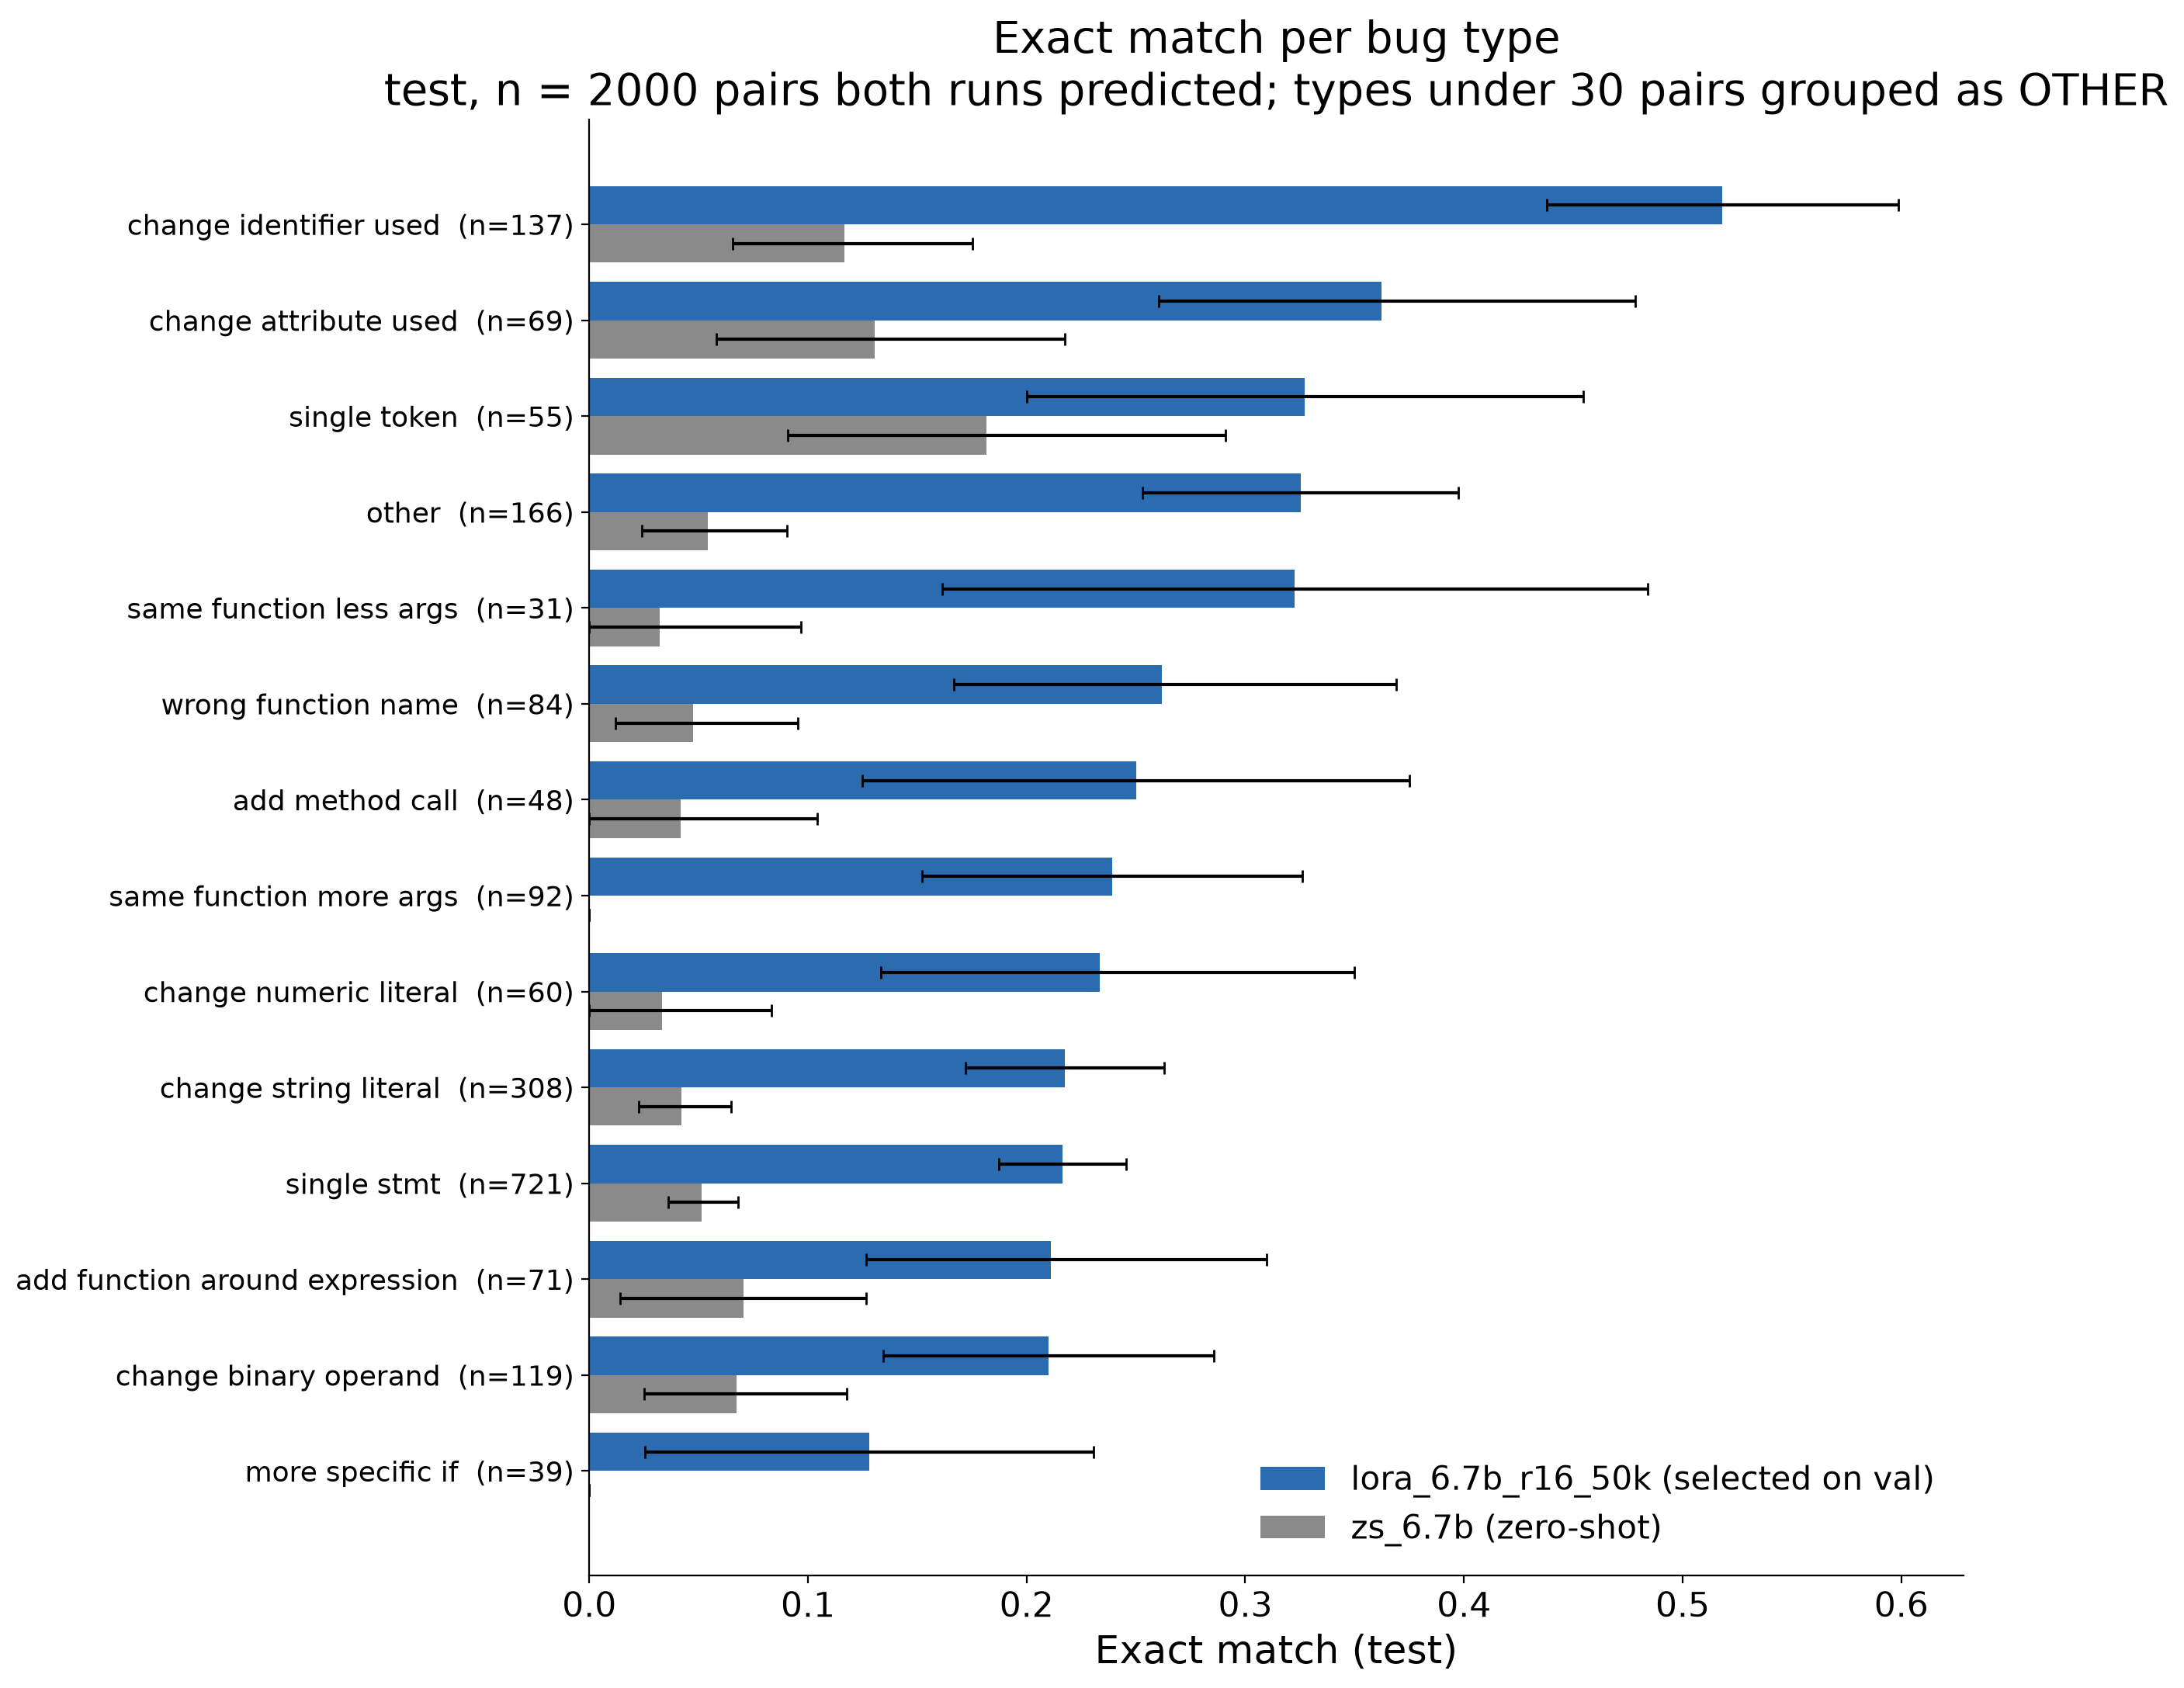 Exact match per bug type
test, n = 2000 pairs both runs predicted; types under 30 pairs grouped as OTHER
change identifier used (n=137)
change attribute used (n=69)
single token (n=55)
other (n=166)
same function less args (n=31)
wrong function name (n=84)
add method call (n=48)
same function more args (n=92)
change numeric literal (n=60)
change string literal (n=308)
single stmt (n=721)
add function around expression (n=71)
change binary operand (n=119)
more specific if (n=39)
lora_6.7b_r16_50k (selected on val)
zs_6.7b (zero-shot)
0.0 0.1 0.2 0.3 0.4 0.5 0.6
Exact match (test)